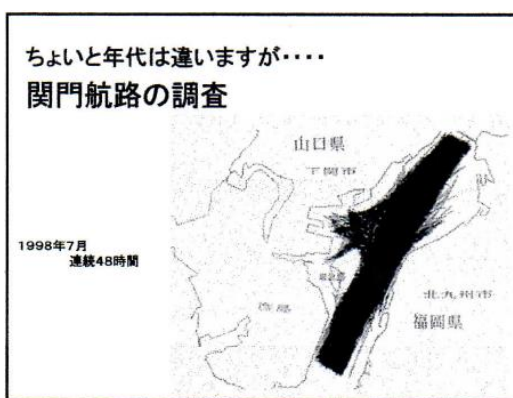 ちょいと年代は違いますが・・・・
関門航路の調査
山口県
下関市
1998年7月
連続48時間
北九州市
福岡県